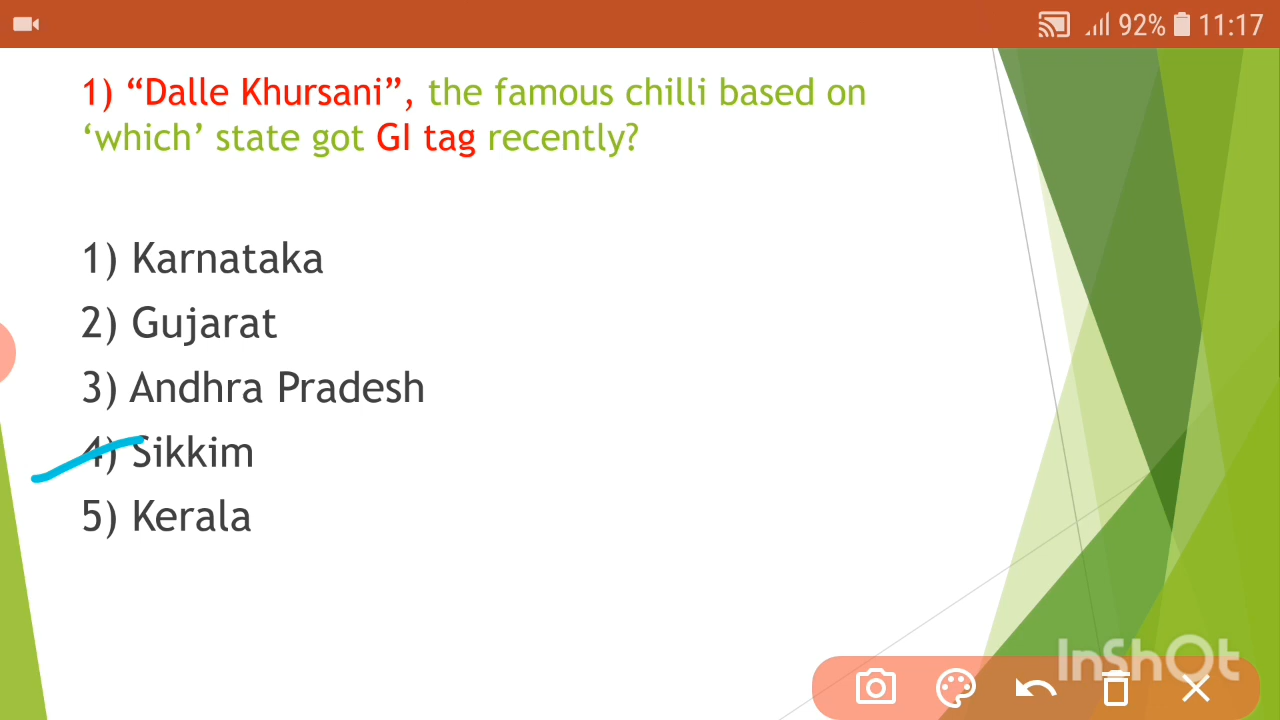 92% 11:17
1) “Dalle Khursani”, the famous chilli based on
‘which’ state got GI tag recently?
1) Karnataka
2) Gujarat
3) Andhra Pradesh
4) Sikkim
5) Kerala
InShOt